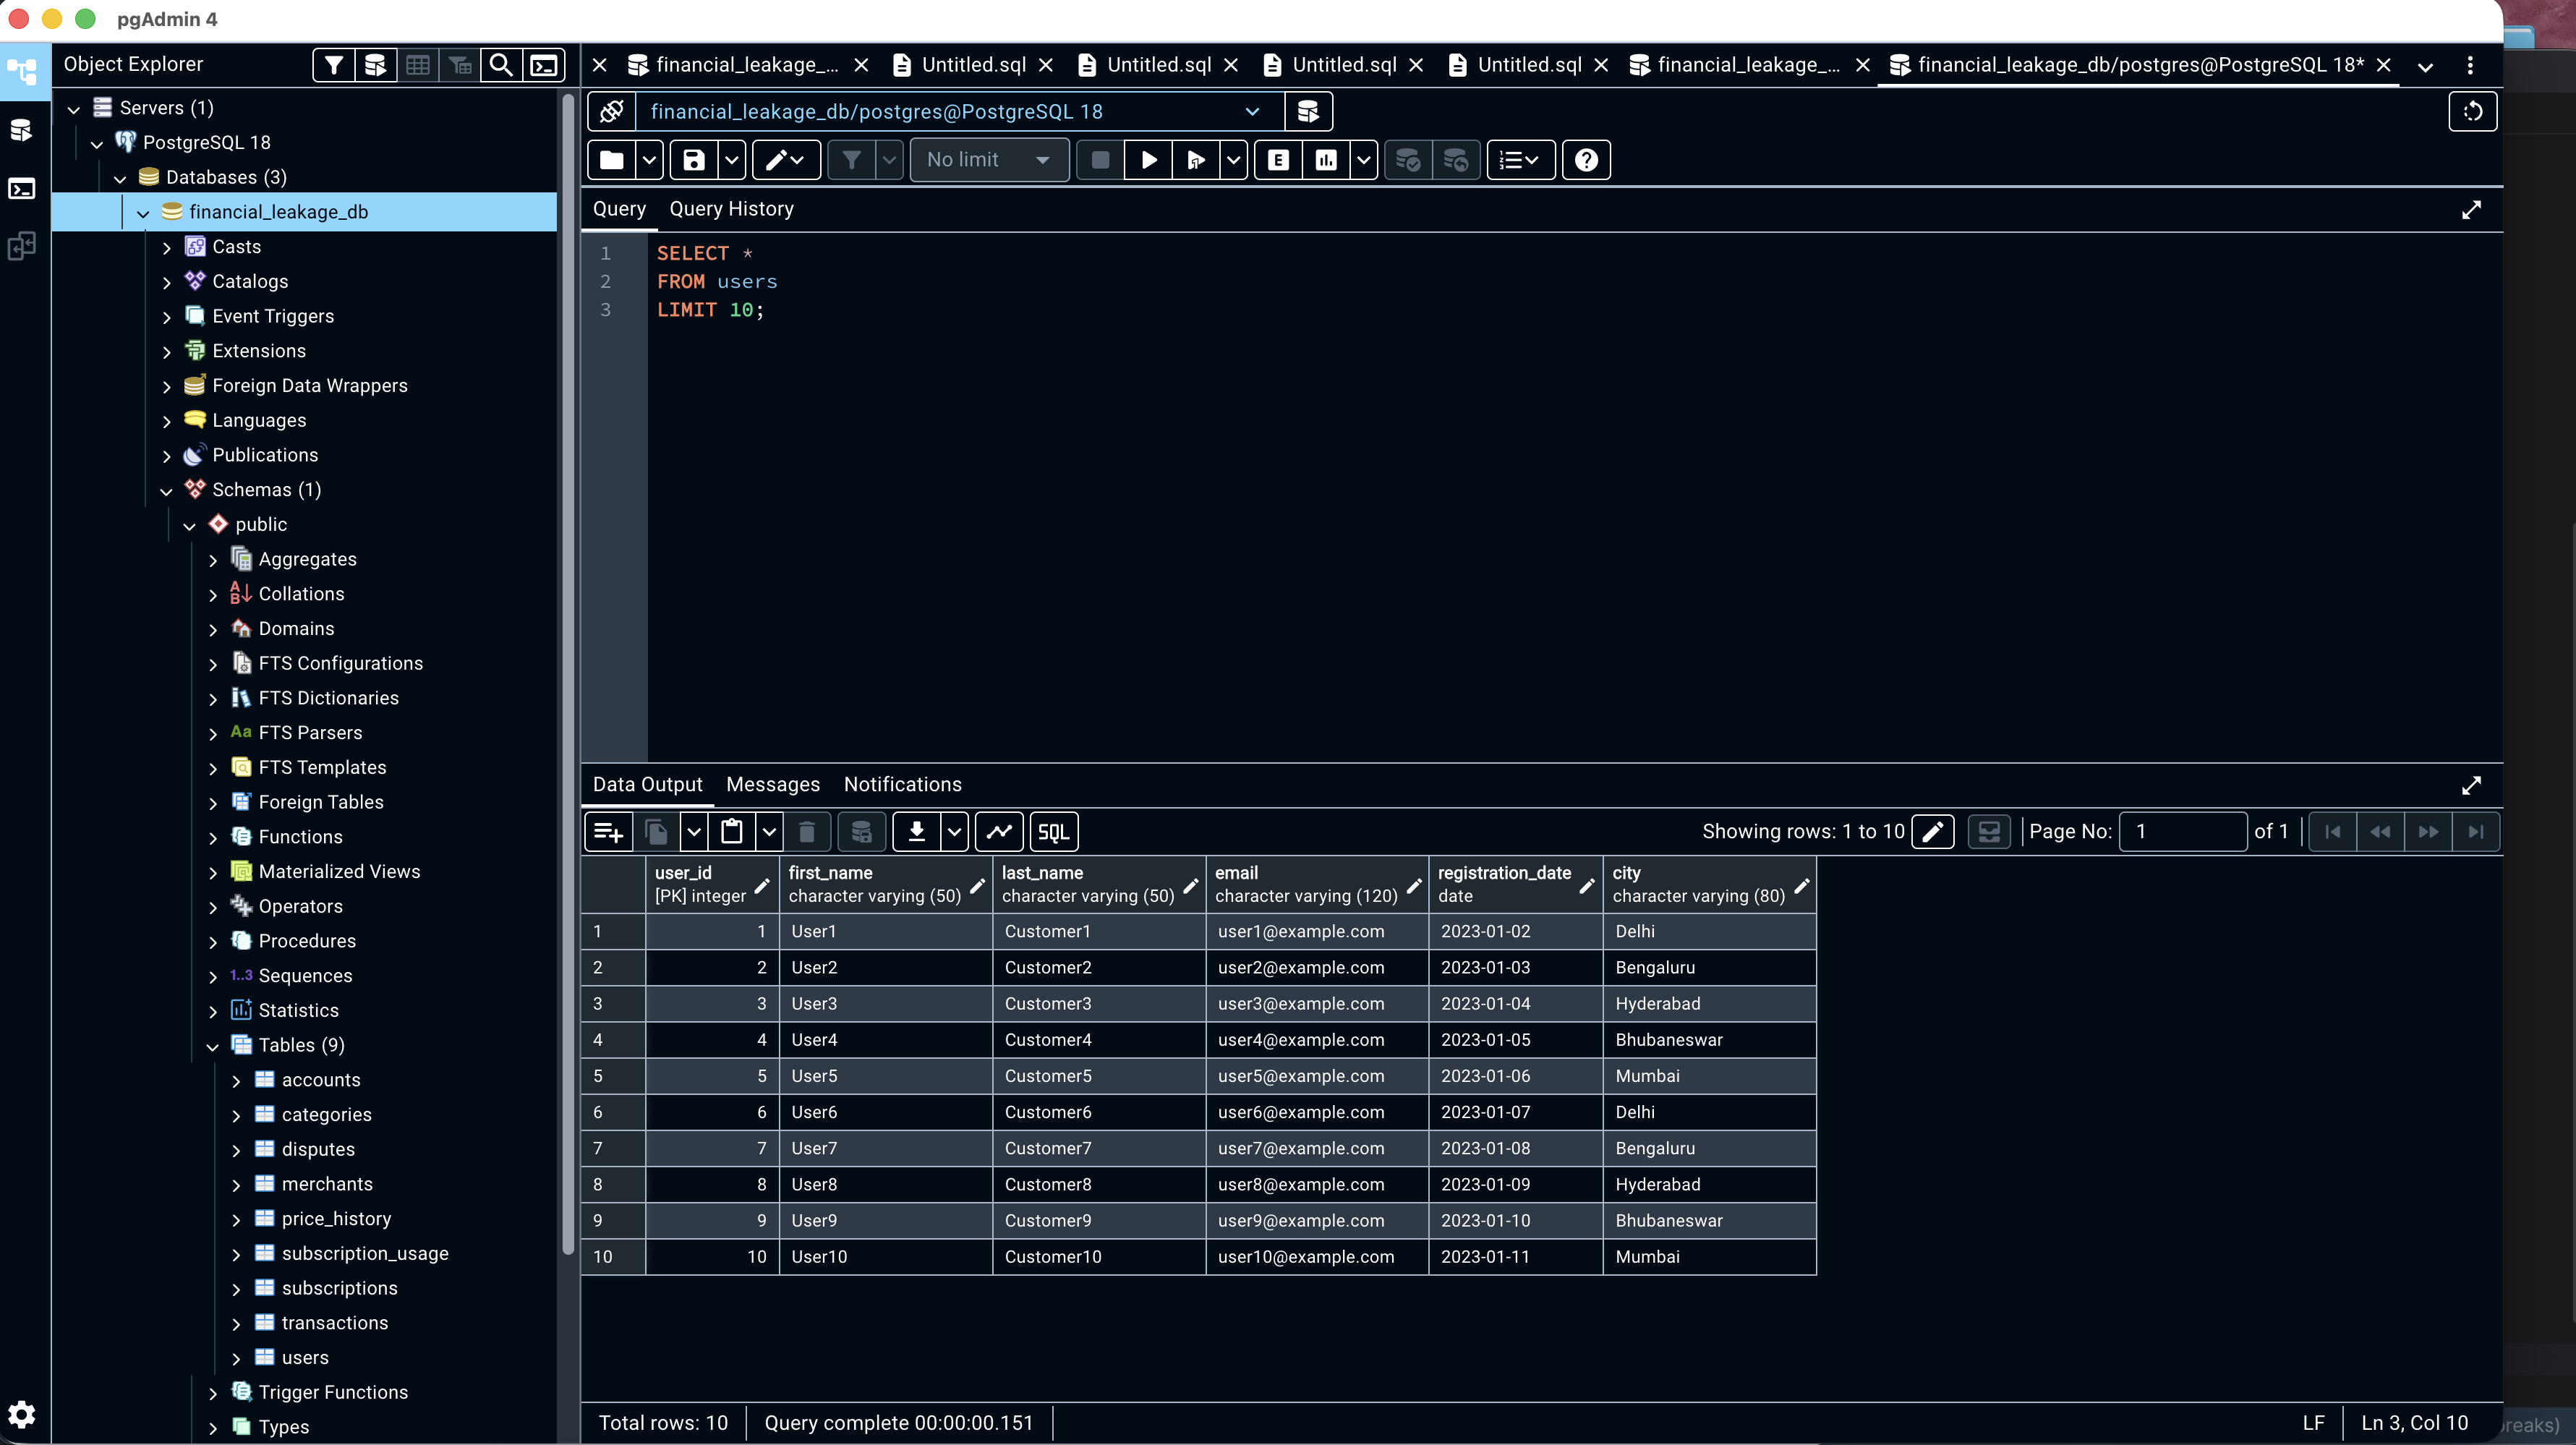 pgAdmin 4
Object Explorer
Servers (1)
PostgreSQL 18
Databases (3)
financial_leakage_db
Casts
Catalogs
Event Triggers
Extensions
Foreign Data Wrappers
Languages
Publications
Schemas (1)
public
Aggregates
Collations
Domains
FTS Configurations
FTS Dictionaries
Aa FTS Parsers
FTS Templates
Foreign Tables
Functions
Materialized Views
Operators
Procedures
1..3 Sequences
Statistics
Tables (9)
accounts
categories
disputes
merchants
price_history
subscription_usage
subscriptions
transactions
users
Trigger Functions
Types
financial_leakage_... Untitled.sql Untitled.sql Untitled.sql Untitled.sql financial_leakage_... financial_leakage_db/postgres@PostgreSQL 18*
financial_leakage_db/postgres@PostgreSQL 18
No limit E
Query Query History
1 SELECT *
2 FROM users
3 LIMIT 10;
Data Output Messages Notifications
SQL Showing rows: 1 to 10 Page No: 1 of 1
user_id first_name last_name email registration_date city
[PK] integer character varying (50) character varying (50) character varying (120) date character varying (80)
1 1 User1 Customer1 user1@example.com 2023-01-02 Delhi
2 2 User2 Customer2 user2@example.com 2023-01-03 Bengaluru
3 3 User3 Customer3 user3@example.com 2023-01-04 Hyderabad
4 4 User4 Customer4 user4@example.com 2023-01-05 Bhubaneswar
5 5 User5 Customer5 user5@example.com 2023-01-06 Mumbai
6 6 User6 Customer6 user6@example.com 2023-01-07 Delhi
7 7 User7 Customer7 user7@example.com 2023-01-08 Bengaluru
8 8 User8 Customer8 user8@example.com 2023-01-09 Hyderabad
9 9 User9 Customer9 user9@example.com 2023-01-10 Bhubaneswar
10 10 User10 Customer10 user10@example.com 2023-01-11 Mumbai
Total rows: 10 Query complete 00:00:00.151 LF Ln 3, Col 10